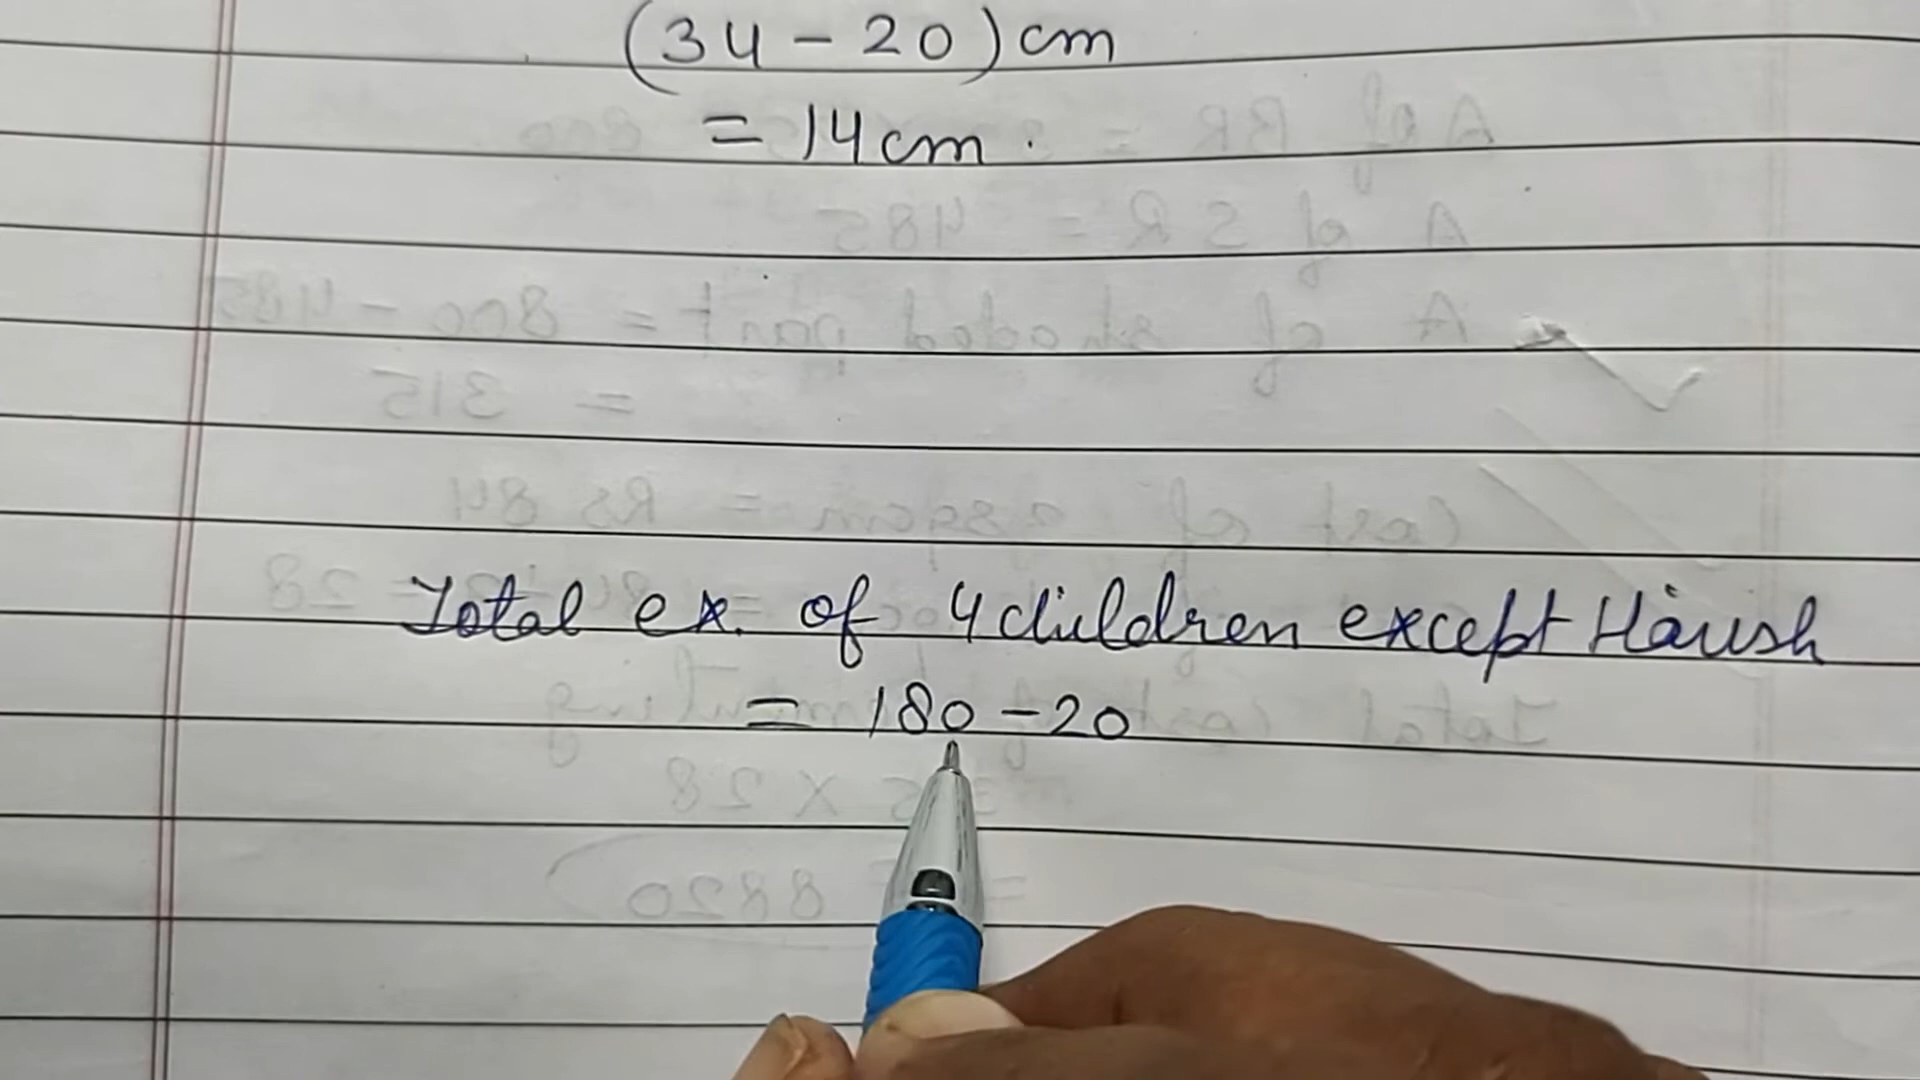 (34 - 20) cm
= 14 cm.
Total ex. of 4 children except Harish
= 180 - 20